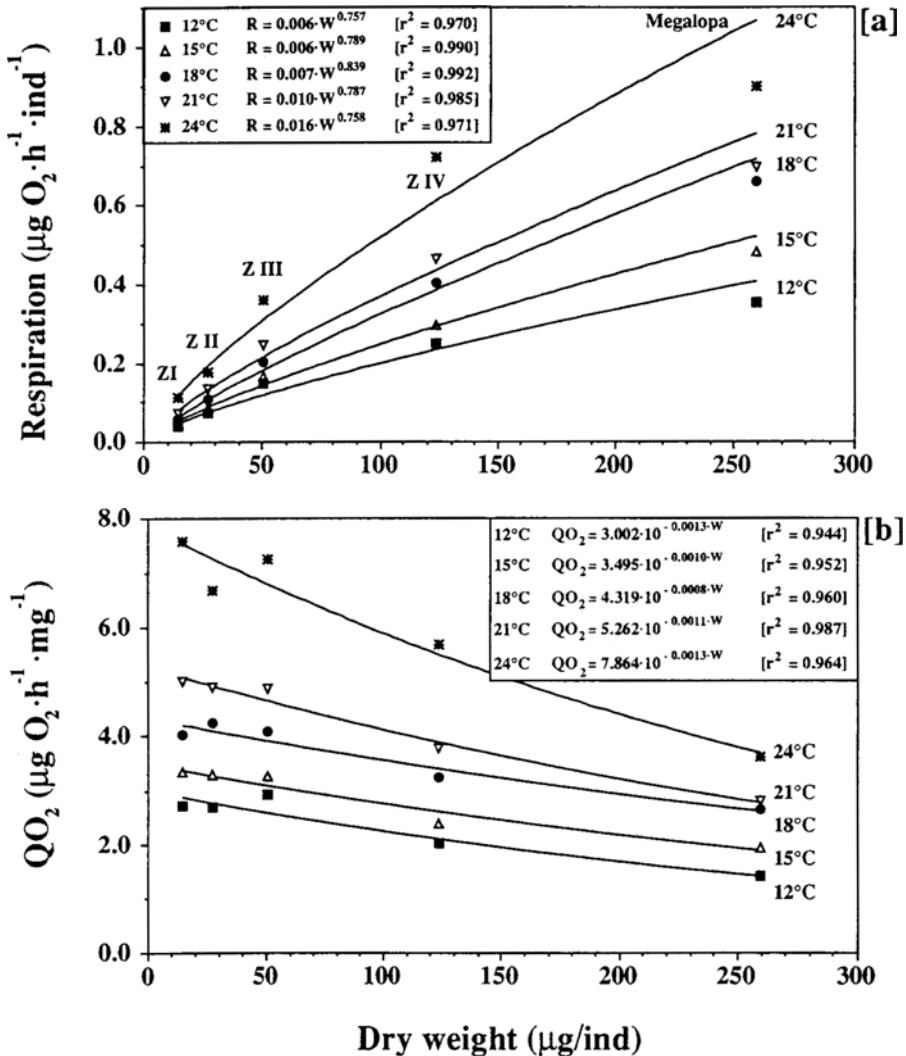 [a]
Respiration (µg O₂·h⁻¹·ind⁻¹)
1.0
0.8
0.6
0.4
0.2
0.0
12°C R = 0.006·W^0.757 [r² = 0.970]
15°C R = 0.006·W^0.789 [r² = 0.990]
18°C R = 0.007·W^0.839 [r² = 0.992]
21°C R = 0.010·W^0.787 [r² = 0.985]
24°C R = 0.016·W^0.758 [r² = 0.971]
Megalopa
24°C
21°C
18°C
15°C
12°C
Z IV
Z III
Z II
ZI
0 50 100 150 200 250 300
[b]
QO₂ (µg O₂·h⁻¹·mg⁻¹)
8.0
6.0
4.0
2.0
0.0
12°C QO₂ = 3.002·10^-0.0013·W [r² = 0.944]
15°C QO₂ = 3.495·10^-0.0010·W [r² = 0.952]
18°C QO₂ = 4.319·10^-0.0008·W [r² = 0.960]
21°C QO₂ = 5.262·10^-0.0011·W [r² = 0.987]
24°C QO₂ = 7.864·10^-0.0013·W [r² = 0.964]
24°C
21°C
18°C
15°C
12°C
0 50 100 150 200 250 300
Dry weight (µg/ind)